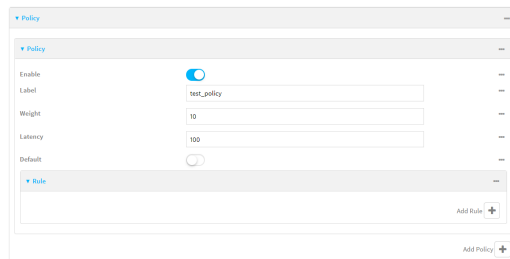 Policy
Policy
Enable
Label test_policy
Weight 10
Latency 100
Default
Rule
Add Rule
Add Policy